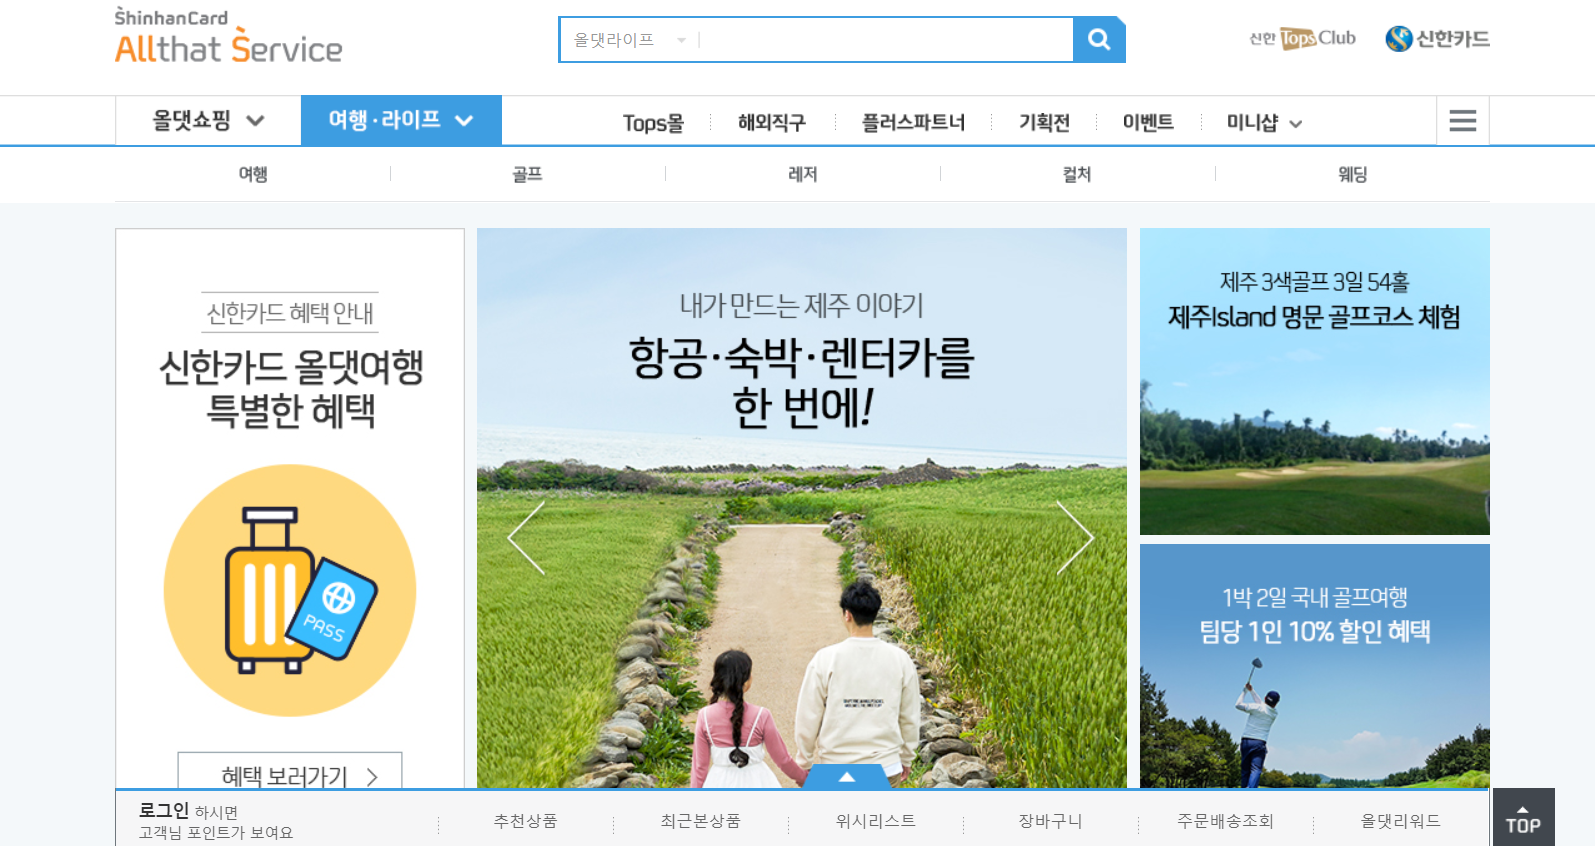 ShinhanCard
Allthat Service
올댓라이프
신한 Tops Club
신한카드
올댓쇼핑
여행·라이프
Tops몰
해외직구
플러스파트너
기획전
이벤트
미니샵
여행
골프
레저
컬처
웨딩
신한카드 혜택 안내
신한카드 올댓여행
특별한 혜택
PASS
혜택 보러가기
내가 만드는 제주 이야기
항공·숙박·렌터카를
한 번에!
제주 3색골프 3일 54홀
제주Island 명문 골프코스 체험
1박 2일 국내 골프여행
팀당 1인 10% 할인 혜택
로그인 하시면
고객님 포인트가 보여요
추천상품
최근본상품
위시리스트
장바구니
주문배송조회
올댓리워드
TOP